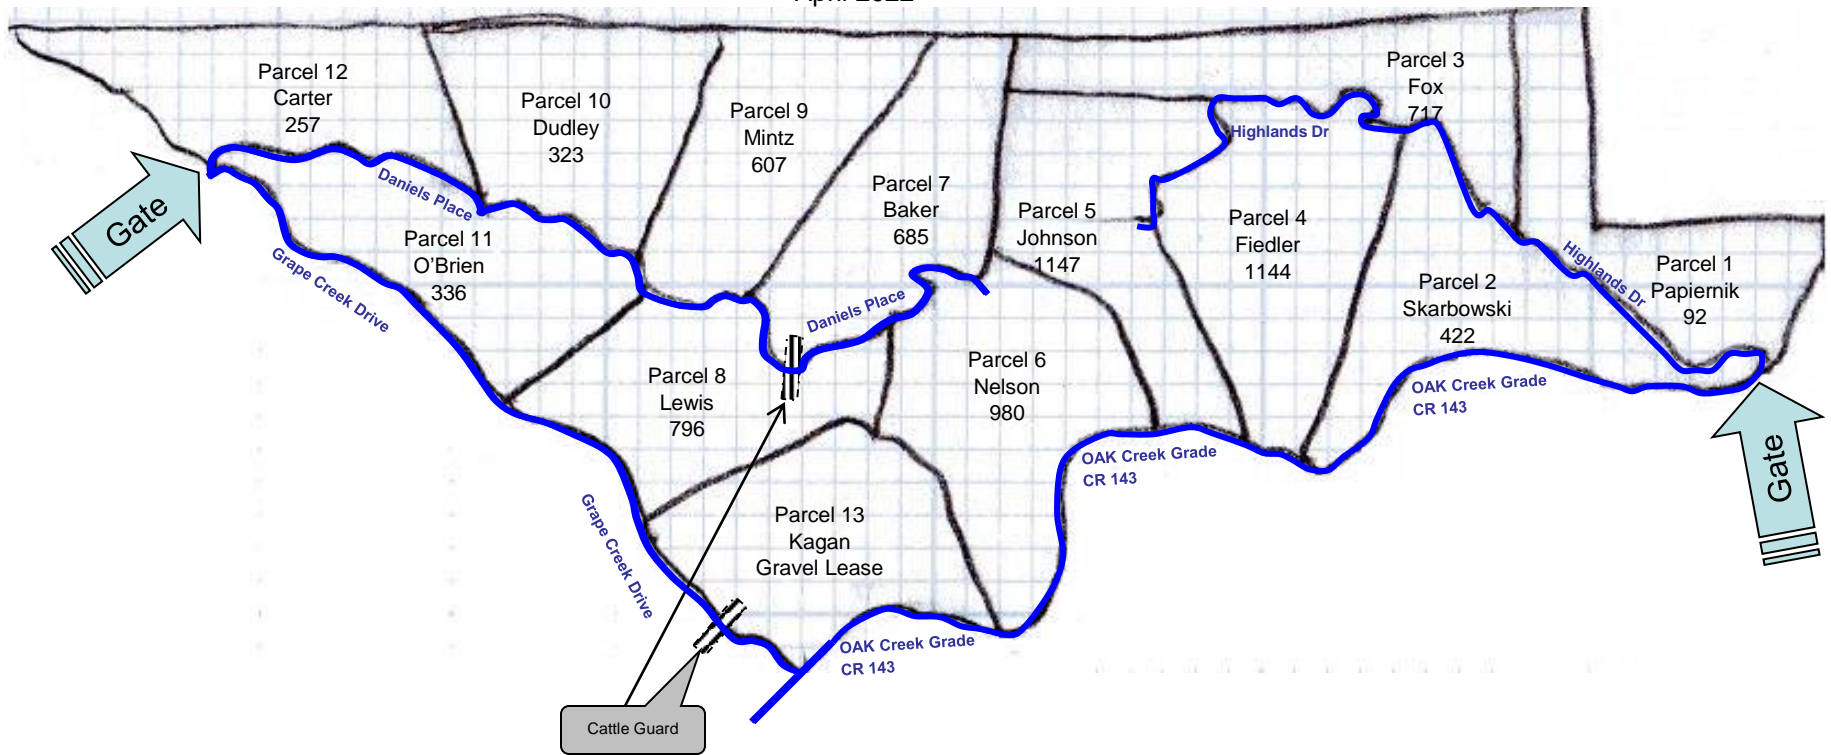 April 2022
Parcel 12
Carter
257
Parcel 10
Dudley
323
Parcel 9
Mintz
607
Parcel 7
Baker
685
Parcel 5
Johnson
1147
Parcel 4
Fiedler
1144
Parcel 3
Fox
717
Parcel 2
Skarbowski
422
Parcel 1
Papiernik
92
Highlands Dr
Highlands Dr
Daniels Place
Gate
Parcel 11
O’Brien
336
Grape Creek Drive
Daniels Place
Parcel 8
Lewis
796
Parcel 6
Nelson
980
OAK Creek Grade
CR 143
OAK Creek Grade
CR 143
Gate
Parcel 13
Kagan
Gravel Lease
Grape Creek Drive
OAK Creek Grade
CR 143
Cattle Guard